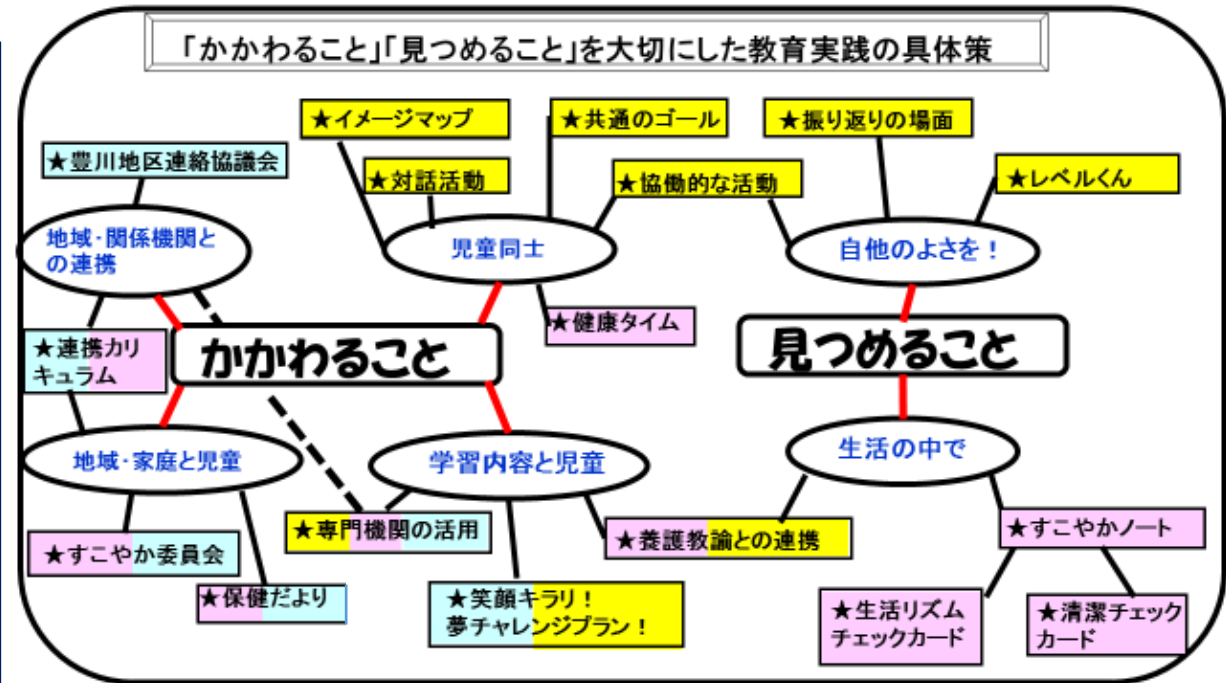 「かかわること」「見つめること」を大切にした教育実践の具体策
★イメージマップ
★共通のゴール
★振り返りの場面
★豊川地区連絡協議会
★対話活動
★協働的な活動
★レベルくん
地域・関係機関と
の連携
児童同士
自他のよさを！
★健康タイム
★連携カリ
キュラム
かかわること
見つめること
地域・家庭と児童
学習内容と児童
生活の中で
★専門機関の活用
★養護教諭との連携
★すこやかノート
★すこやか委員会
★保健だより
★笑顔キラリ！
夢チャレンジプラン！
★生活リズム
チェックカード
★清潔チェック
カード